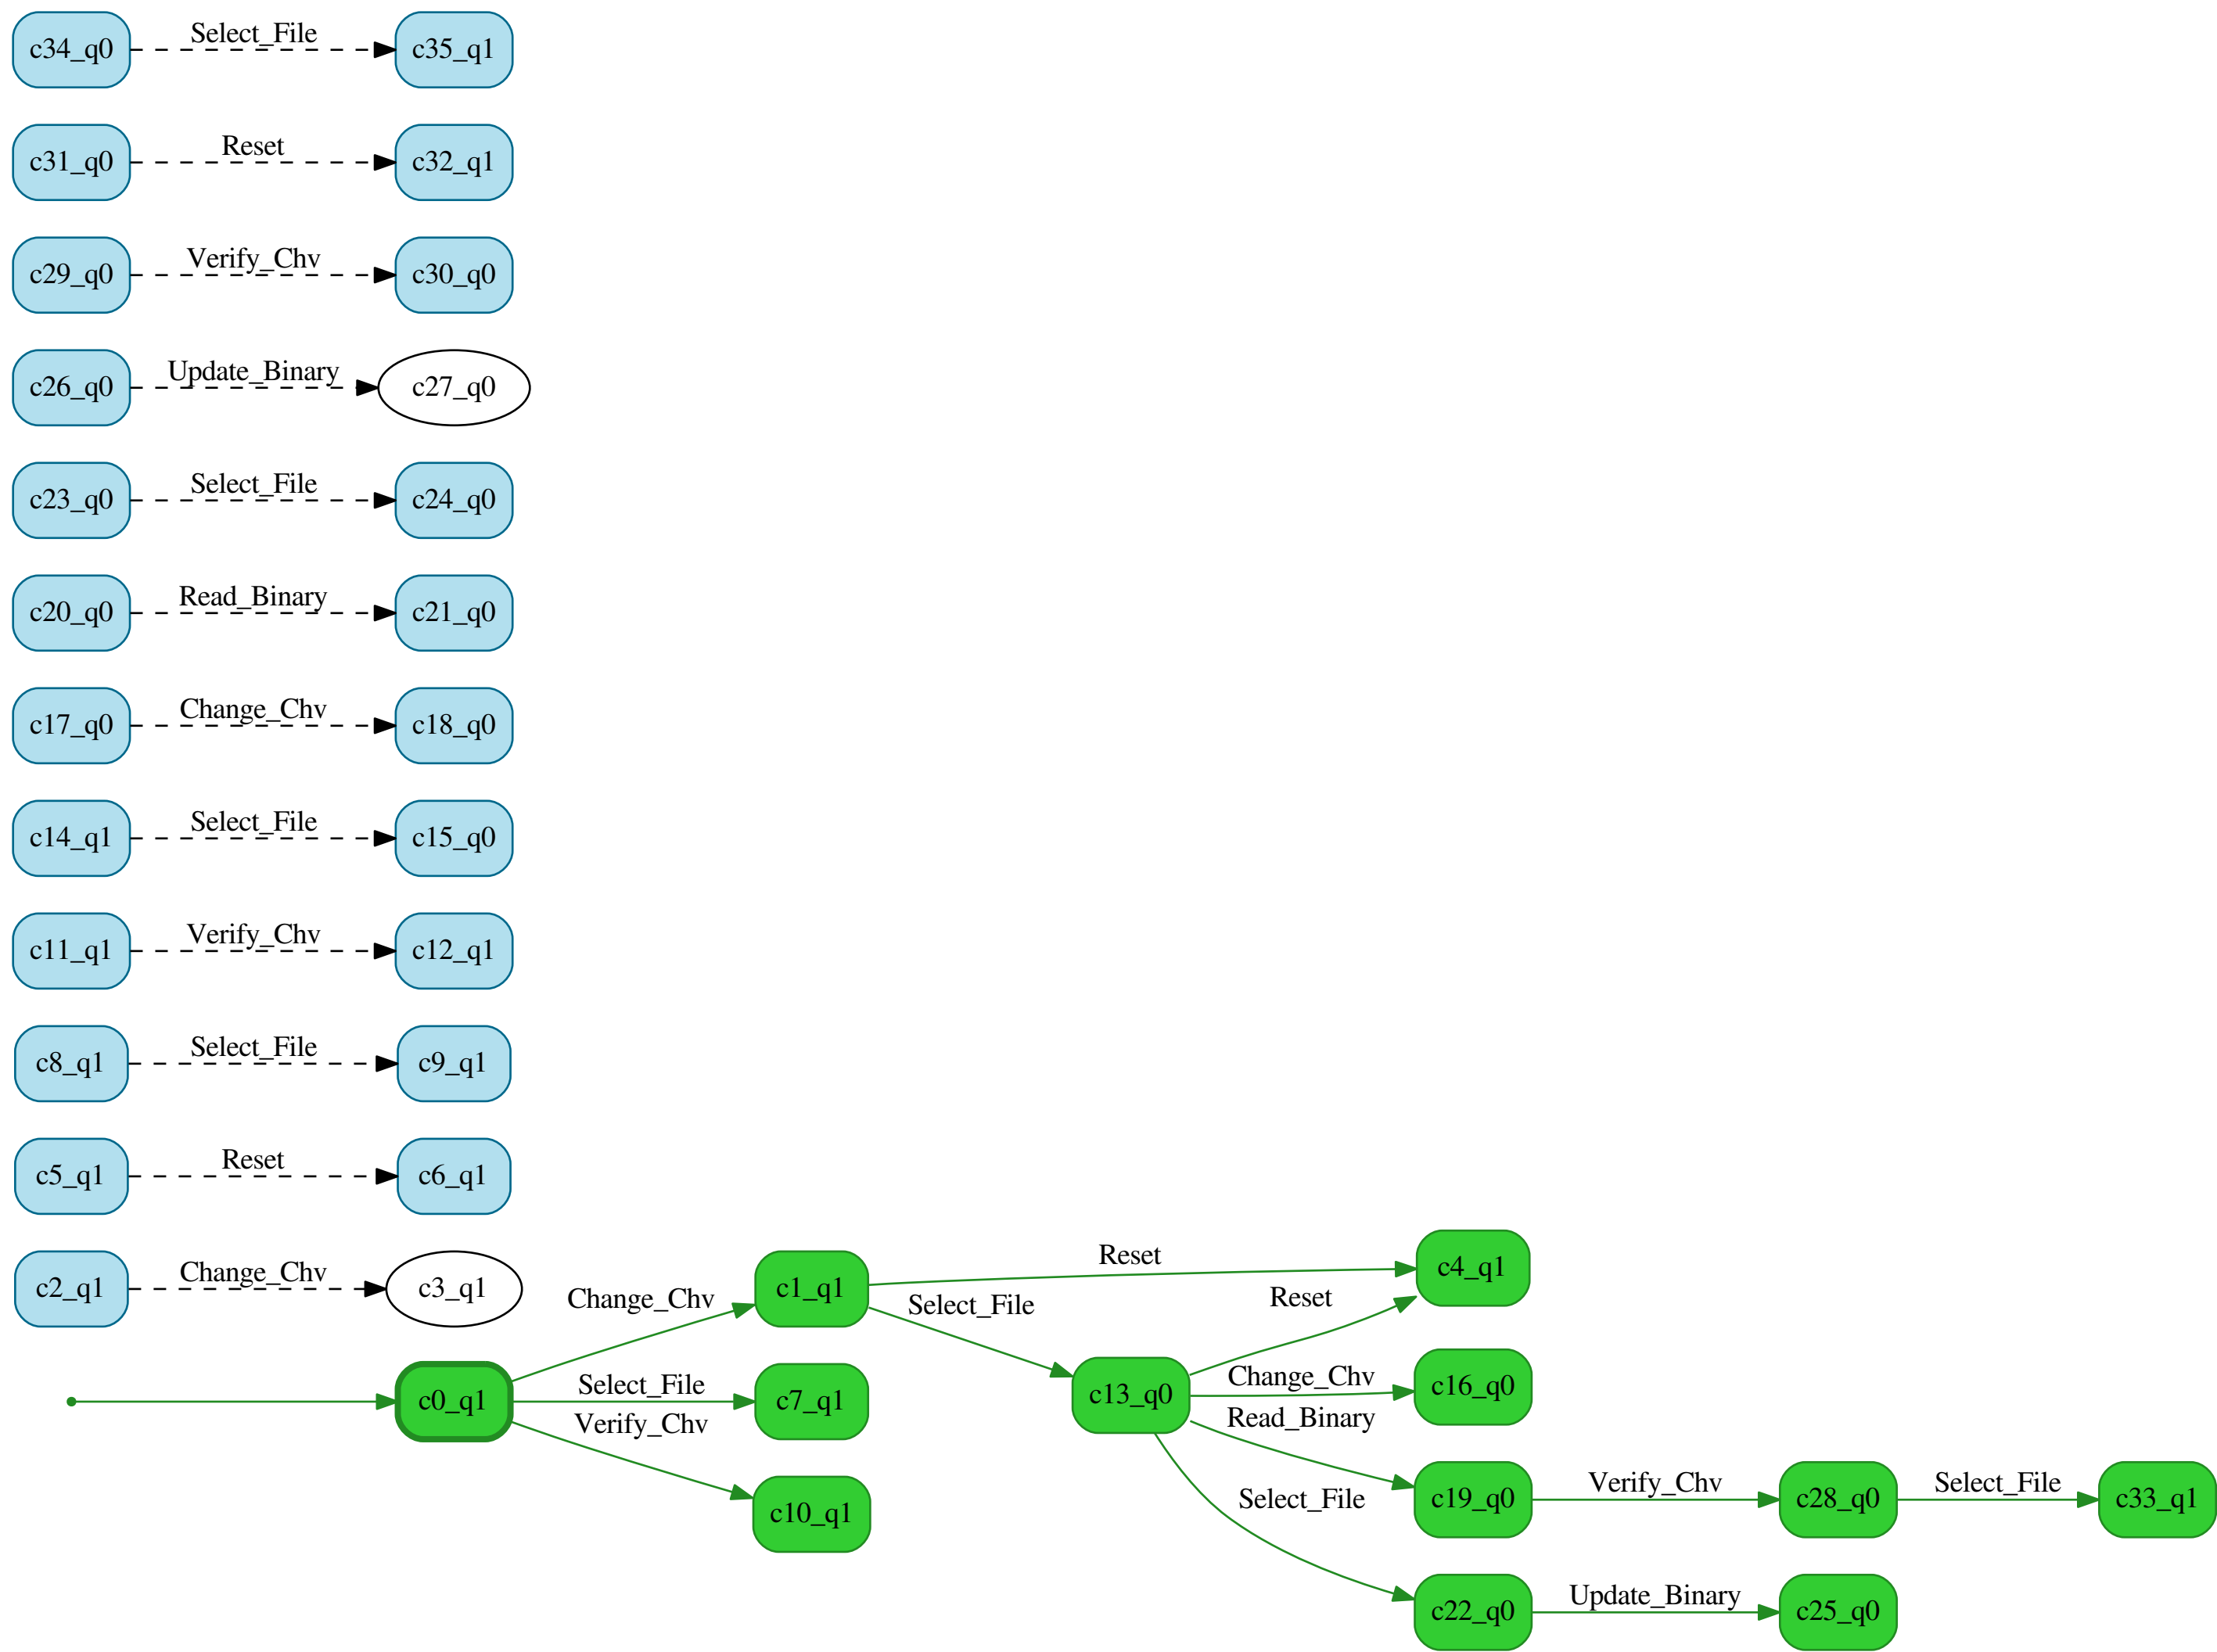 c34_q0 Select_File c35_q1
c31_q0 Reset c32_q1
c29_q0 Verify_Chv c30_q0
c26_q0 Update_Binary c27_q0
c23_q0 Select_File c24_q0
c20_q0 Read_Binary c21_q0
c17_q0 Change_Chv c18_q0
c14_q1 Select_File c15_q0
c11_q1 Verify_Chv c12_q1
c8_q1 Select_File c9_q1
c5_q1 Reset c6_q1
c2_q1 Change_Chv c3_q1
c0_q1
Change_Chv
Select_File
Verify_Chv
c1_q1
c7_q1
c10_q1
Reset
Select_File
c13_q0
Reset
Change_Chv
Read_Binary
Select_File
c4_q1
c16_q0
c19_q0 Verify_Chv c28_q0 Select_File c33_q1
c22_q0 Update_Binary c25_q0